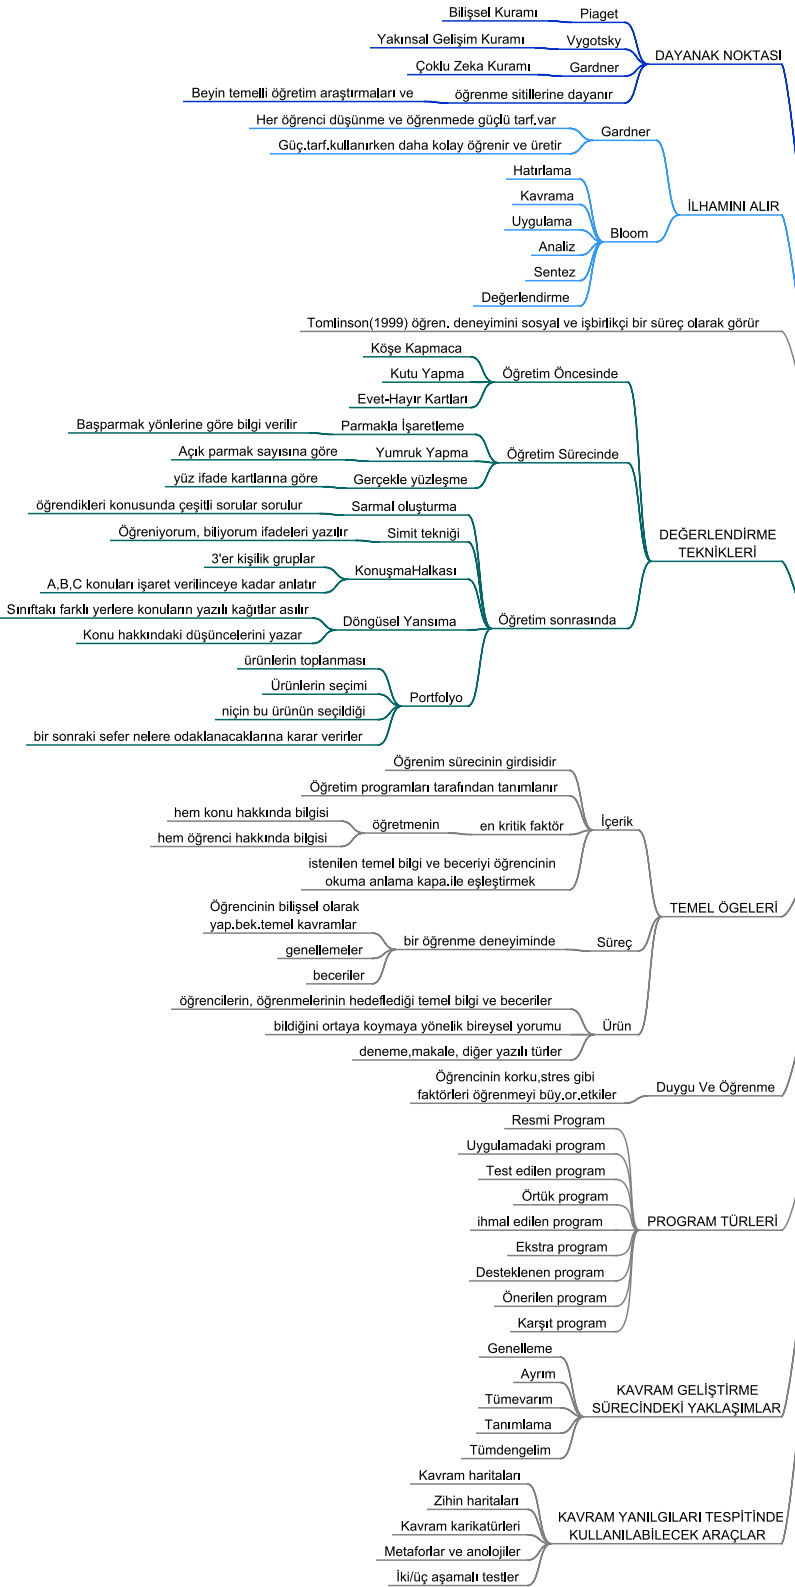 Bilişsel Kuramı Piaget
Yakınsal Gelişim Kuramı Vygotsky
Çoklu Zeka Kuramı Gardner
Beyin temelli öğretim araştırmaları ve öğrenme sitillerine dayanır
DAYANAK NOKTASI
Her öğrenci düşünme ve öğrenmede güçlü tarf.var
Güç.tarf.kullanırken daha kolay öğrenir ve üretir
Gardner
Hatırlama
Kavrama
Uygulama
Analiz
Sentez
Değerlendirme
Bloom
İLHAMINI ALIR
Tomlinson(1999) öğren. deneyimini sosyal ve işbirlikçi bir süreç olarak görür
Köşe Kapmaca
Kutu Yapma
Evet-Hayır Kartları
Öğretim Öncesinde
Başparmak yönlerine göre bilgi verilir Parmakla İşaretleme
Açık parmak sayısına göre Yumruk Yapma
yüz ifade kartlarına göre Gerçekle yüzleşme
Öğretim Sürecinde
öğrendikleri konusunda çeşitli sorular sorulur Sarmal oluşturma
Öğreniyorum, biliyorum ifadeleri yazılır Simit tekniği
3'er kişilik gruplar
A,B,C konuları işaret verilinceye kadar anlatır
KonuşmaHalkası
Sınıftakı farklı yerlere konuların yazılı kağıtlar asılır
Konu hakkındaki düşüncelerini yazar
Döngüsel Yansıma
ürünlerin toplanması
Ürünlerin seçimi
niçin bu ürünün seçildiği
bir sonraki sefer nelere odaklanacaklarına karar verirler
Portfolyo
Öğretim sonrasında
DEĞERLENDİRME
TEKNİKLERİ
Öğrenim sürecinin girdisidir
Öğretim programları tarafından tanımlanır
hem konu hakkında bilgisi
hem öğrenci hakkında bilgisi
öğretmenin en kritik faktör
istenilen temel bilgi ve beceriyi öğrencinin
okuma anlama kapa.ile eşleştirmek
İçerik
Öğrencinin bilişsel olarak
yap.bek.temel kavramlar
genellemeler
beceriler
bir öğrenme deneyiminde Süreç
öğrencilerin, öğrenmelerinin hedeflediği temel bilgi ve beceriler
bildiğini ortaya koymaya yönelik bireysel yorumu
deneme,makale, diğer yazılı türler
Ürün
TEMEL ÖGELERİ
Öğrencinin korku,stres gibi
faktörleri öğrenmeyi büy.or.etkiler
Duygu Ve Öğrenme
Resmi Program
Uygulamadaki program
Test edilen program
Örtük program
ihmal edilen program
Ekstra program
Desteklenen program
Önerilen program
Karşıt program
PROGRAM TÜRLERİ
Genelleme
Ayrım
Tümevarım
Tanımlama
Tümdengelim
KAVRAM GELİŞTİRME
SÜRECİNDEKİ YAKLAŞIMLAR
Kavram haritaları
Zihin haritaları
Kavram karikatürleri
Metaforlar ve anolojiler
İki/üç aşamalı testler
KAVRAM YANILGILARI TESPİTİNDE
KULLANILABİLECEK ARAÇLAR